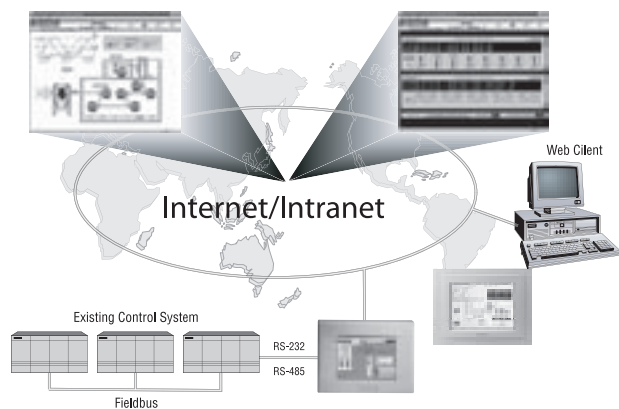 Web Cilent
Internet/Intranet
Existing Control System
RS-232
RS-485
Fieldbus